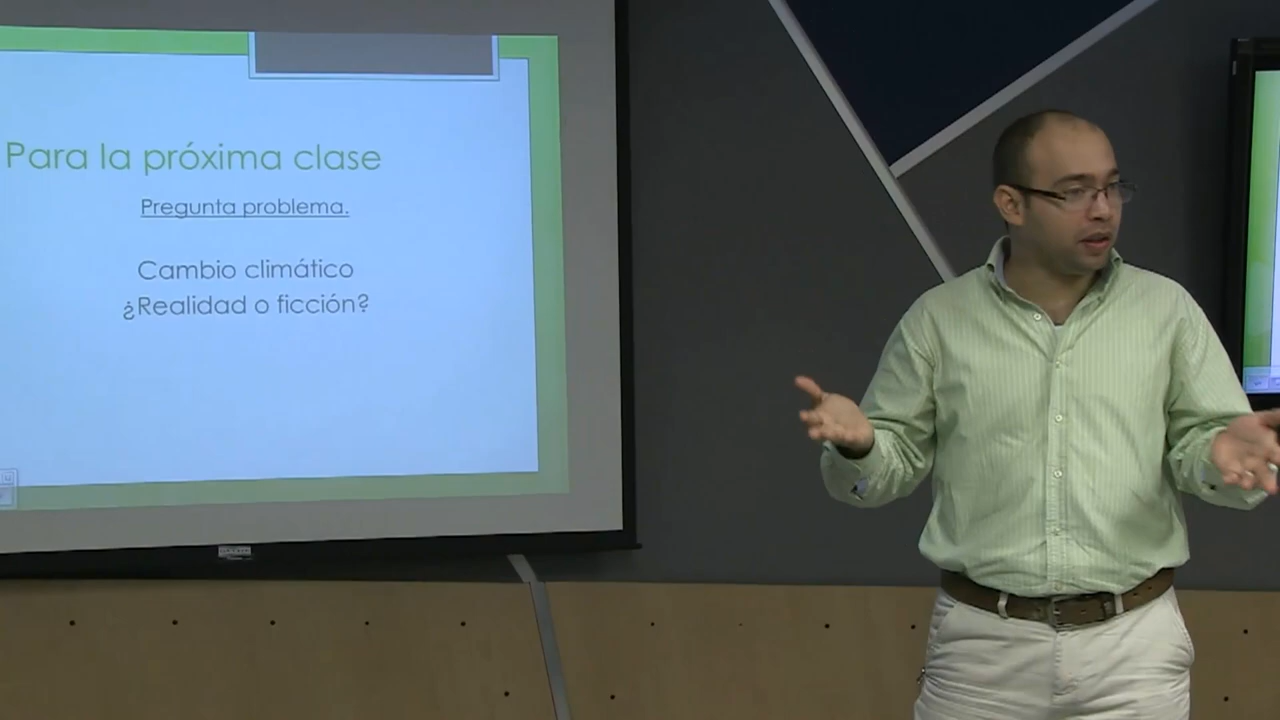 Para la próxima clase
Pregunta problema.
Cambio climático
¿Realidad o ficción?